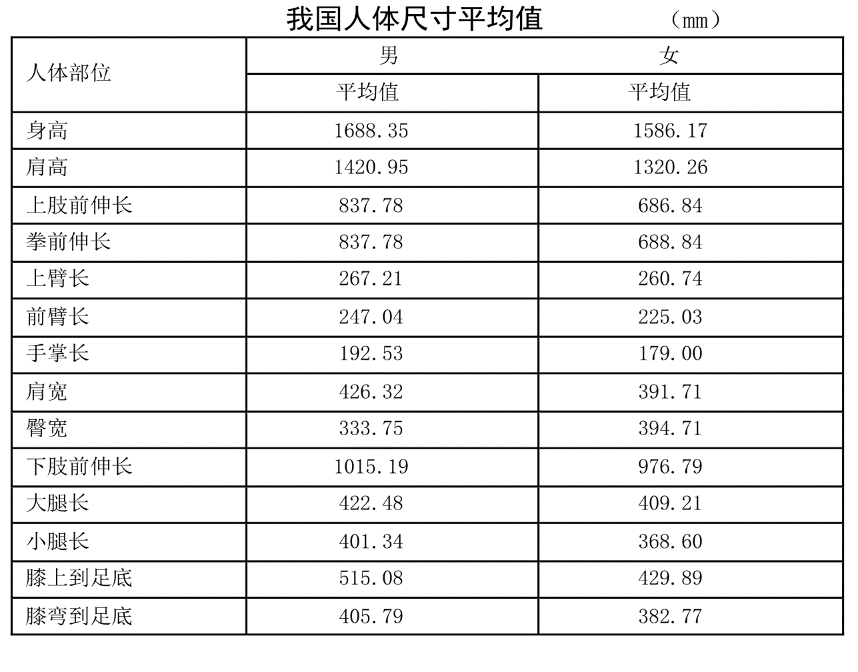 我国人体尺寸平均值 （mm）
人体部位 男 女
平均值 平均值
身高 1688.35 1586.17
肩高 1420.95 1320.26
上肢前伸长 837.78 686.84
拳前伸长 837.78 688.84
上臂长 267.21 260.74
前臂长 247.04 225.03
手掌长 192.53 179.00
肩宽 426.32 391.71
臀宽 333.75 394.71
下肢前伸长 1015.19 976.79
大腿长 422.48 409.21
小腿长 401.34 368.60
膝上到足底 515.08 429.89
膝弯到足底 405.79 382.77